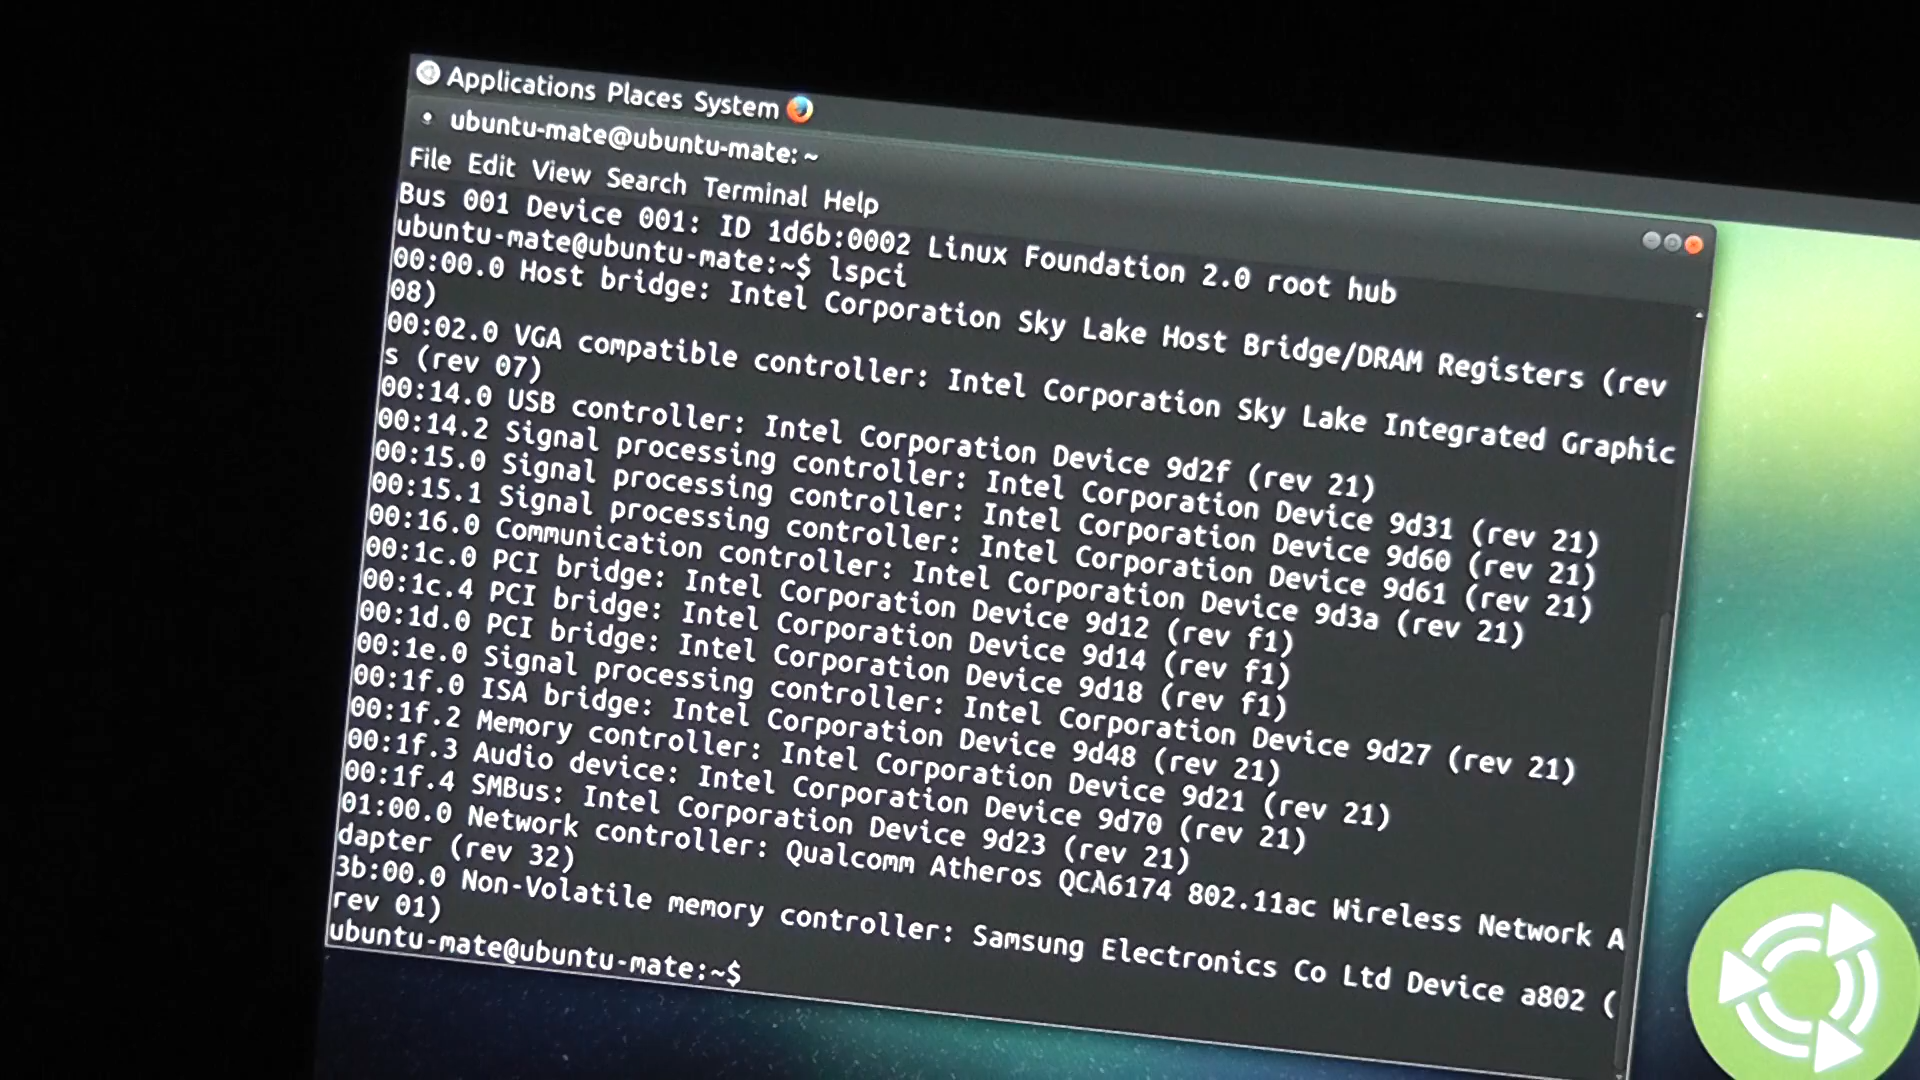 Applications Places System
ubuntu-mate@ubuntu-mate: ~
File Edit View Search Terminal Help
Bus 001 Device 001: ID 1d6b:0002 Linux Foundation 2.0 root hub
ubuntu-mate@ubuntu-mate:~$ lspci
00:00.0 Host bridge: Intel Corporation Sky Lake Host Bridge/DRAM Registers (rev
08)
00:02.0 VGA compatible controller: Intel Corporation Sky Lake Integrated Graphic
s (rev 07)
00:14.0 USB controller: Intel Corporation Device 9d2f (rev 21)
00:14.2 Signal processing controller: Intel Corporation Device 9d31 (rev 21)
00:15.0 Signal processing controller: Intel Corporation Device 9d60 (rev 21)
00:15.1 Signal processing controller: Intel Corporation Device 9d61 (rev 21)
00:16.0 Communication controller: Intel Corporation Device 9d3a (rev 21)
00:1c.0 PCI bridge: Intel Corporation Device 9d12 (rev f1)
00:1c.4 PCI bridge: Intel Corporation Device 9d14 (rev f1)
00:1d.0 PCI bridge: Intel Corporation Device 9d18 (rev f1)
00:1e.0 Signal processing controller: Intel Corporation Device 9d27 (rev 21)
00:1f.0 ISA bridge: Intel Corporation Device 9d48 (rev 21)
00:1f.2 Memory controller: Intel Corporation Device 9d21 (rev 21)
00:1f.3 Audio device: Intel Corporation Device 9d70 (rev 21)
00:1f.4 SMBus: Intel Corporation Device 9d23 (rev 21)
01:00.0 Network controller: Qualcomm Atheros QCA6174 802.11ac Wireless Network A
dapter (rev 32)
3b:00.0 Non-Volatile memory controller: Samsung Electronics Co Ltd Device a802 (
rev 01)
ubuntu-mate@ubuntu-mate:~$